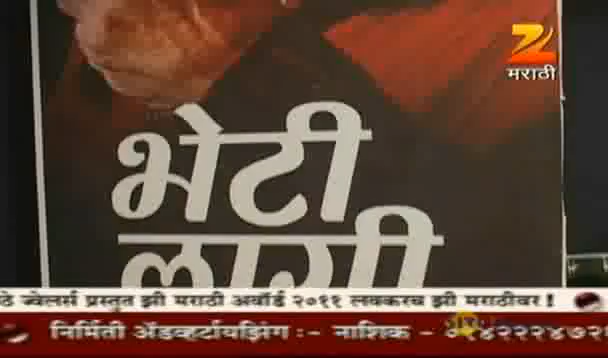 मराठी
भेटी
लागी
ठे ज्वेलर्स प्रस्तुत झी मराठी अवॉर्ड २०११ लवकरच झी मराठीवर !
निर्मिती ॲडव्हर्टायझिंग :- नाशिक -